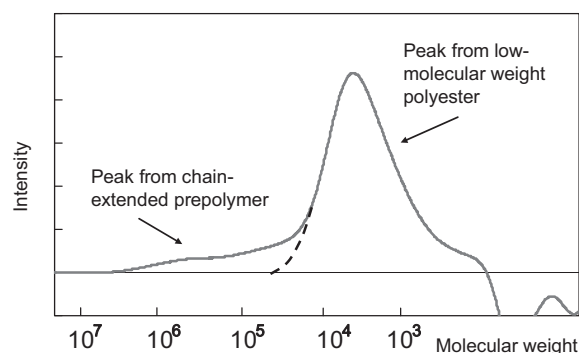 Peak from low-
molecular weight
polyester
Peak from chain-
extended prepolymer
Intensity
10⁷ 10⁶ 10⁵ 10⁴ 10³ Molecular weight